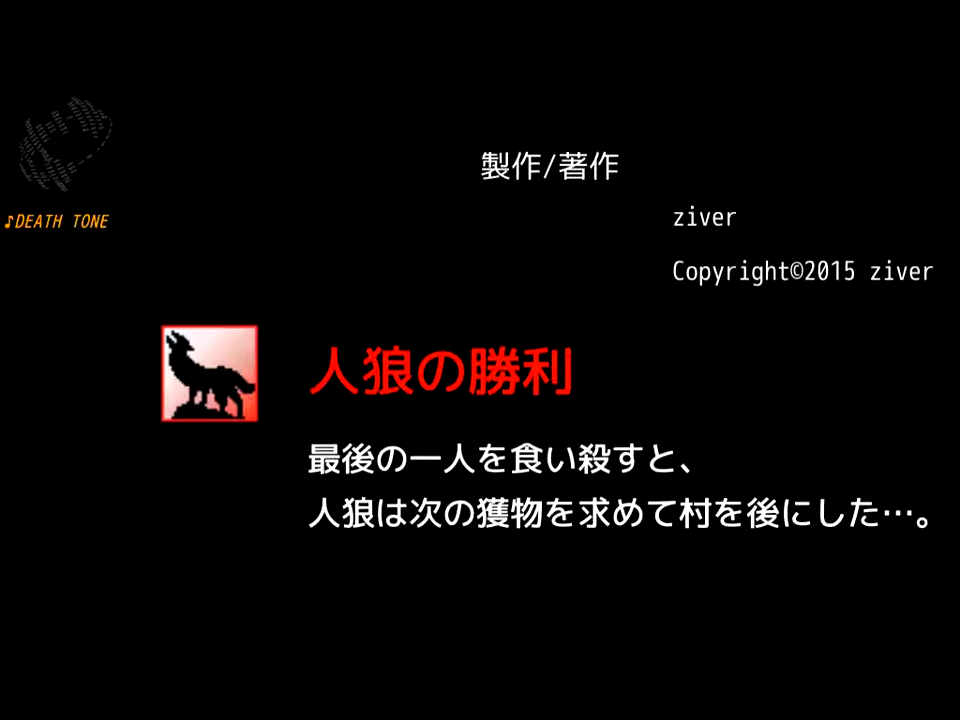 製作/著作
ziver
♪DEATH TONE
Copyright©2015 ziver
人狼の勝利
最後の一人を食い殺すと、
人狼は次の獲物を求めて村を後にした…。